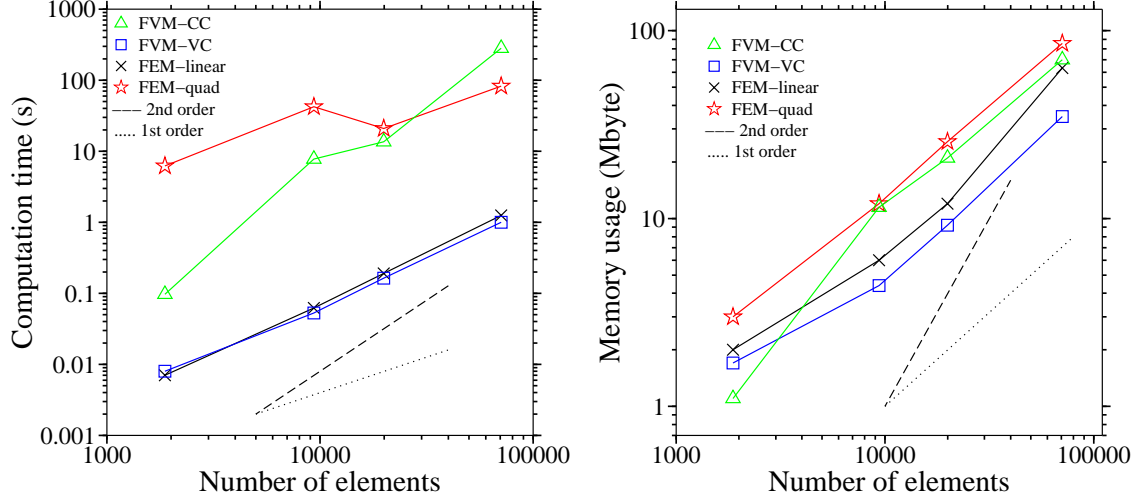 1000
100
10
1
0.1
0.01
0.001
Computation time (s)
FVM–CC
FVM–VC
FEM–linear
FEM–quad
2nd order
1st order
1000
10000
100000
Number of elements
100
10
1
Memory usage (Mbyte)
FVM–CC
FVM–VC
FEM–linear
FEM–quad
2nd order
1st order
1000
10000
100000
Number of elements